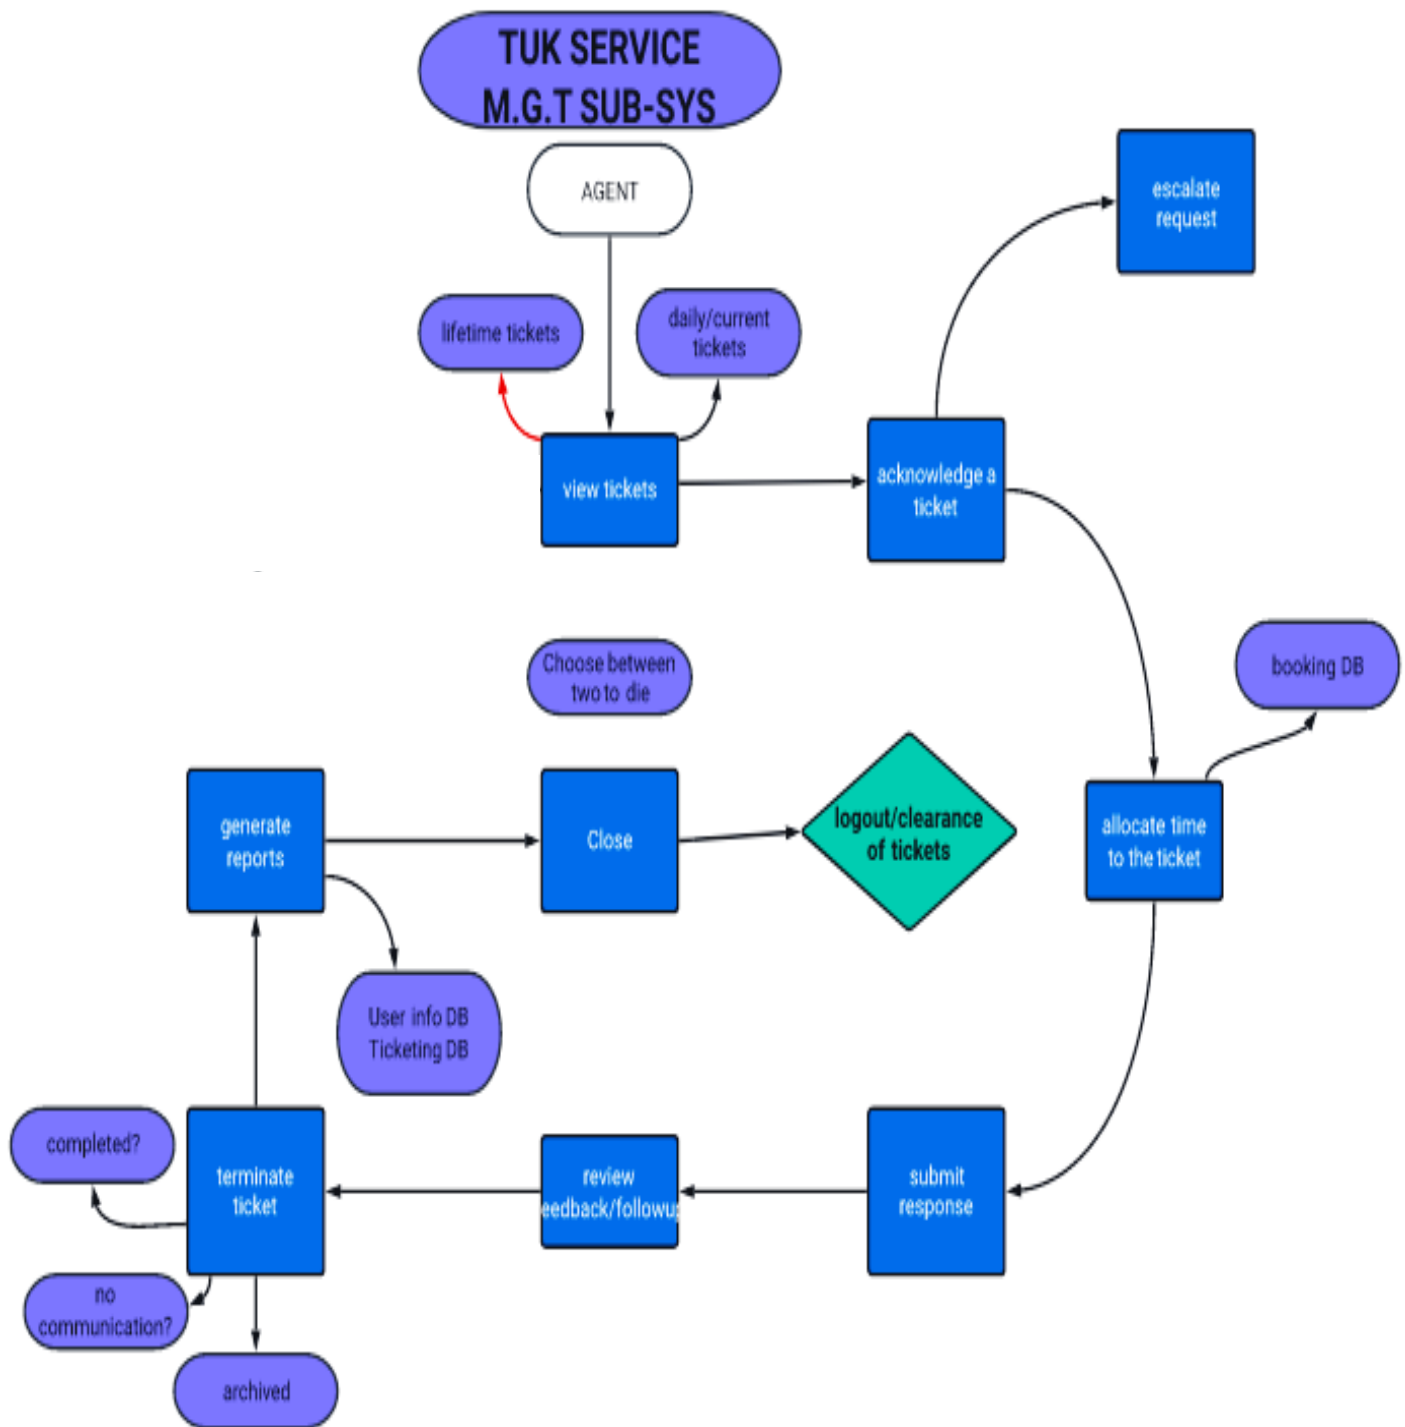 TUK SERVICE
M.G.T SUB-SYS
AGENT
escalate
request
lifetime tickets
daily/current
tickets
view tickets
acknowledge a
ticket
Choose between
two to die
booking DB
generate
reports
Close
logout/clearance
of tickets
allocate time
to the ticket
User info DB
Ticketing DB
completed?
terminate
ticket
review
eedback/followu
submit
response
no
communication?
archived